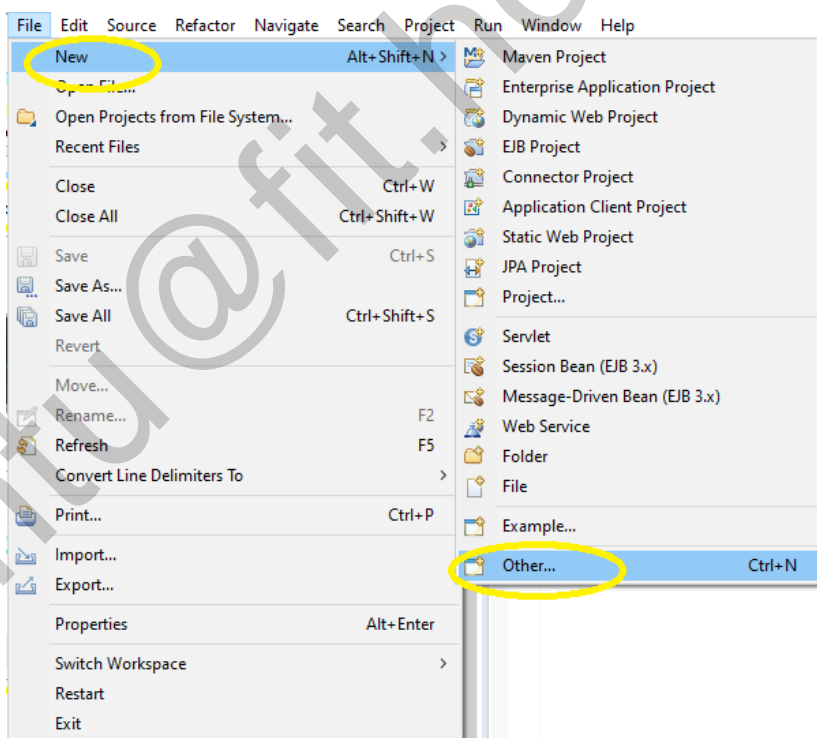 File Edit Source Refactor Navigate Search Project Run Window Help
New Alt+Shift+N >
Open File...
Open Projects from File System...
Recent Files >
Close Ctrl+W
Close All Ctrl+Shift+W
Save Ctrl+S
Save As...
Save All Ctrl+Shift+S
Revert
Move...
Rename... F2
Refresh F5
Convert Line Delimiters To >
Print... Ctrl+P
Import...
Export...
Properties Alt+Enter
Switch Workspace >
Restart
Exit
Maven Project
Enterprise Application Project
Dynamic Web Project
EJB Project
Connector Project
Application Client Project
Static Web Project
JPA Project
Project...
Servlet
Session Bean (EJB 3.x)
Message-Driven Bean (EJB 3.x)
Web Service
Folder
File
Example...
Other... Ctrl+N